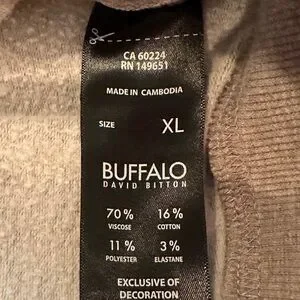 CA 60224
RN 149651
MADE IN CAMBODIA
SIZE XL
BUFFALO
DAVID BITTON
70 % 16 %
VISCOSE COTTON
11 % 3 %
POLYESTER ELASTANE
EXCLUSIVE OF
DECORATION